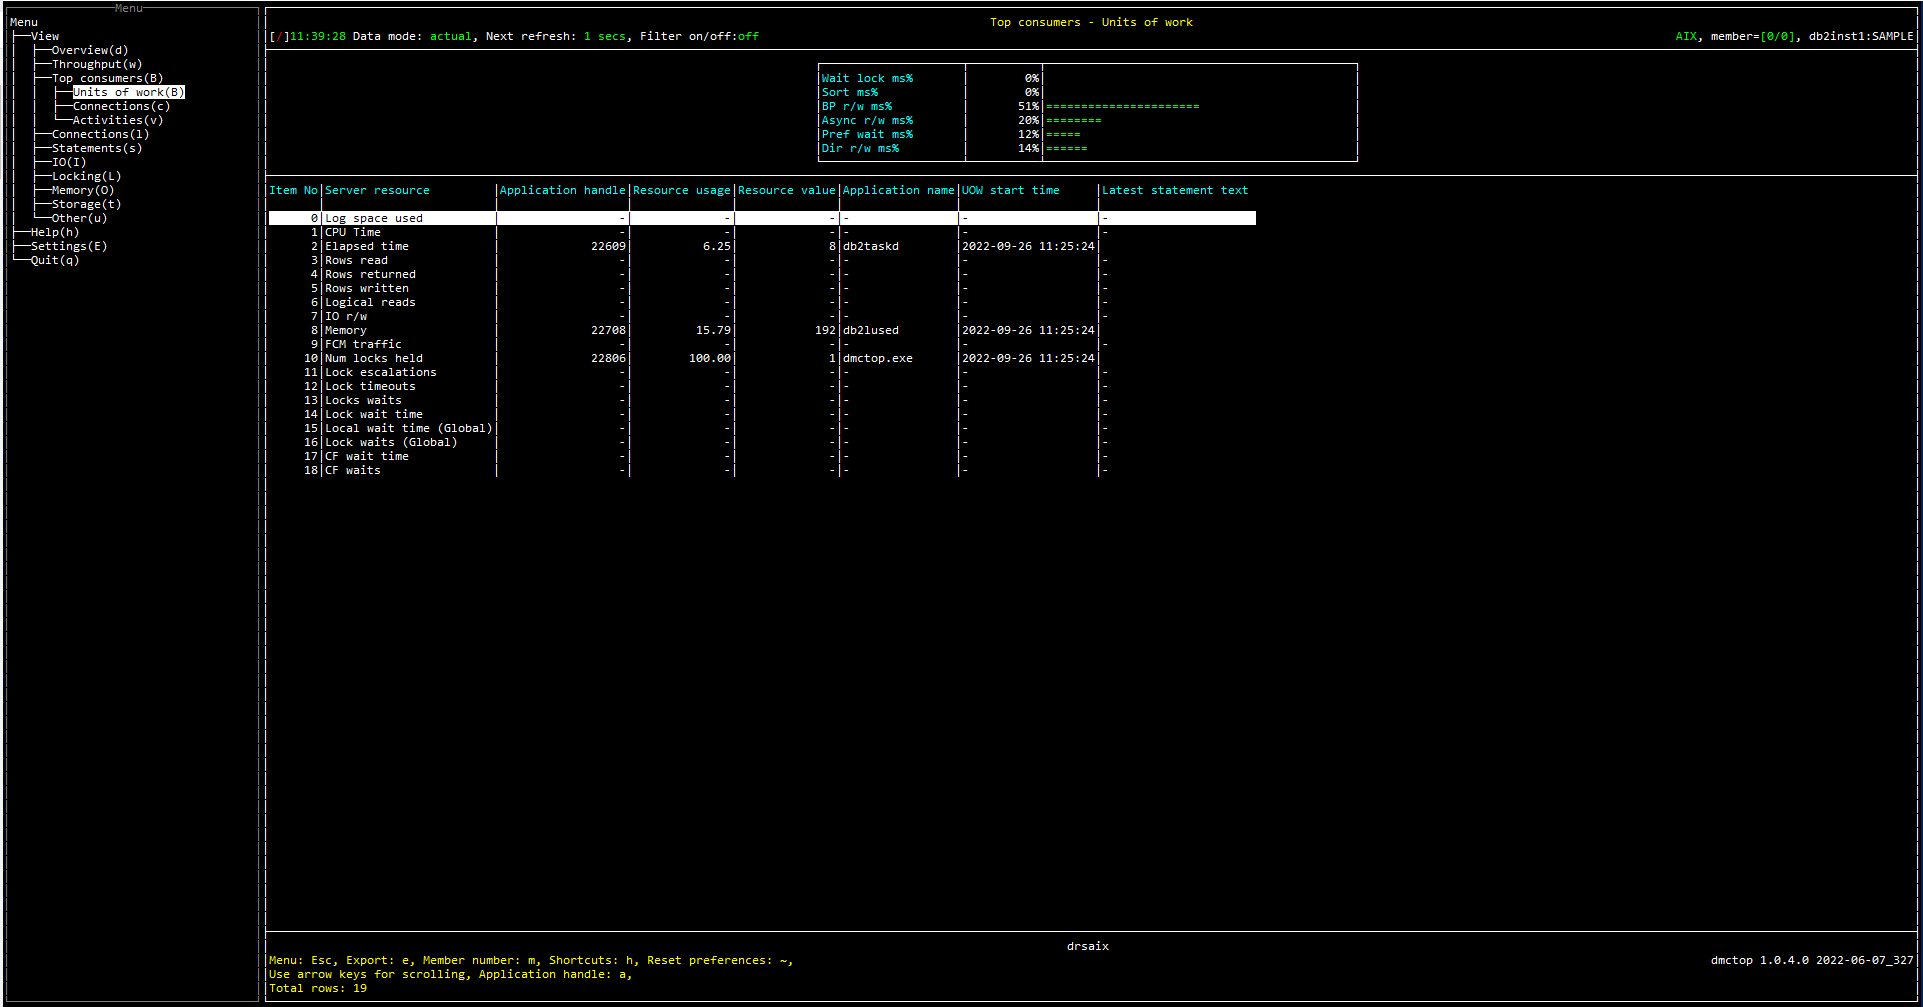 Menu
Menu
View
Overview(d)
Throughput(w)
Top consumers(B)
Units of work(B)
Connections(c)
Activities(v)
Connections(l)
Statements(s)
IO(I)
Locking(L)
Memory(O)
Storage(t)
Other(u)
Help(h)
Settings(E)
Quit(q)
Top consumers - Units of work
[/]11:39:28 Data mode: actual, Next refresh: 1 secs, Filter on/off:off
AIX, member=[0/0], db2inst1:SAMPLE
Wait lock ms% 0%
Sort ms% 0%
BP r/w ms% 51% ======================
Async r/w ms% 20% ========
Pref wait ms% 12% =====
Dir r/w ms% 14% ======
Item No Server resource Application handle Resource usage Resource value Application name UOW start time Latest statement text
0 Log space used - - - - - -
1 CPU Time - - - - - -
2 Elapsed time 22609 6.25 8 db2taskd 2022-09-26 11:25:24
3 Rows read - - - - - -
4 Rows returned - - - - - -
5 Rows written - - - - - -
6 Logical reads - - - - - -
7 IO r/w - - - - - -
8 Memory 22708 15.79 192 db2lused 2022-09-26 11:25:24
9 FCM traffic - - - - - -
10 Num locks held 22806 100.00 1 dmctop.exe 2022-09-26 11:25:24
11 Lock escalations - - - - - -
12 Lock timeouts - - - - - -
13 Locks waits - - - - - -
14 Lock wait time - - - - - -
15 Local wait time (Global) - - - - - -
16 Lock waits (Global) - - - - - -
17 CF wait time - - - - - -
18 CF waits - - - - - -
drsaix
Menu: Esc, Export: e, Member number: m, Shortcuts: h, Reset preferences: ~,
dmctop 1.0.4.0 2022-06-07_327
Use arrow keys for scrolling, Application handle: a,
Total rows: 19